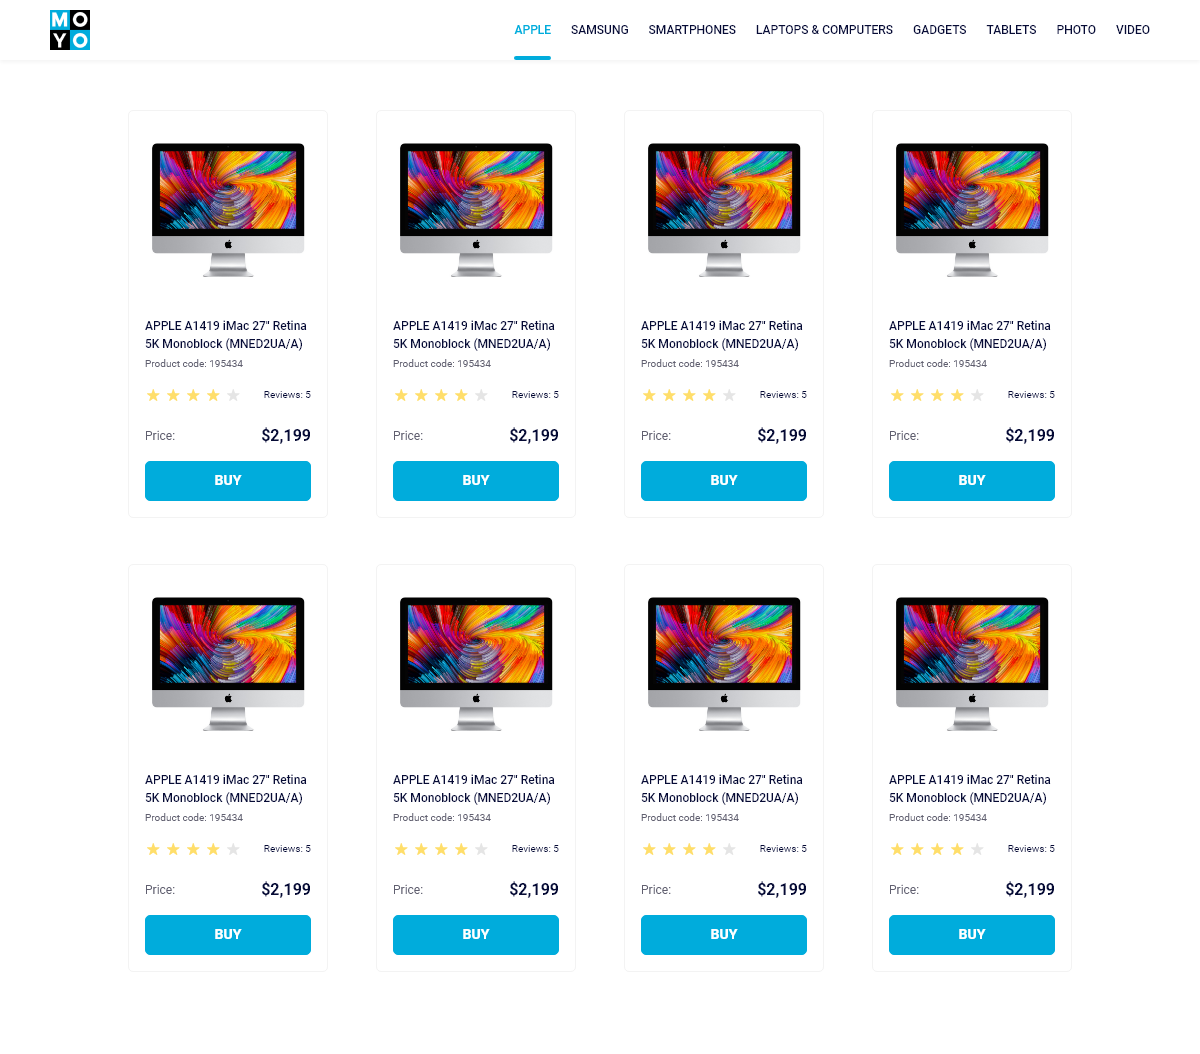 MO
YO
APPLE SAMSUNG SMARTPHONES LAPTOPS & COMPUTERS GADGETS TABLETS PHOTO VIDEO
APPLE A1419 iMac 27" Retina
5K Monoblock (MNED2UA/A)
Product code: 195434
Reviews: 5
Price: $2,199
BUY
APPLE A1419 iMac 27" Retina
5K Monoblock (MNED2UA/A)
Product code: 195434
Reviews: 5
Price: $2,199
BUY
APPLE A1419 iMac 27" Retina
5K Monoblock (MNED2UA/A)
Product code: 195434
Reviews: 5
Price: $2,199
BUY
APPLE A1419 iMac 27" Retina
5K Monoblock (MNED2UA/A)
Product code: 195434
Reviews: 5
Price: $2,199
BUY
APPLE A1419 iMac 27" Retina
5K Monoblock (MNED2UA/A)
Product code: 195434
Reviews: 5
Price: $2,199
BUY
APPLE A1419 iMac 27" Retina
5K Monoblock (MNED2UA/A)
Product code: 195434
Reviews: 5
Price: $2,199
BUY
APPLE A1419 iMac 27" Retina
5K Monoblock (MNED2UA/A)
Product code: 195434
Reviews: 5
Price: $2,199
BUY
APPLE A1419 iMac 27" Retina
5K Monoblock (MNED2UA/A)
Product code: 195434
Reviews: 5
Price: $2,199
BUY